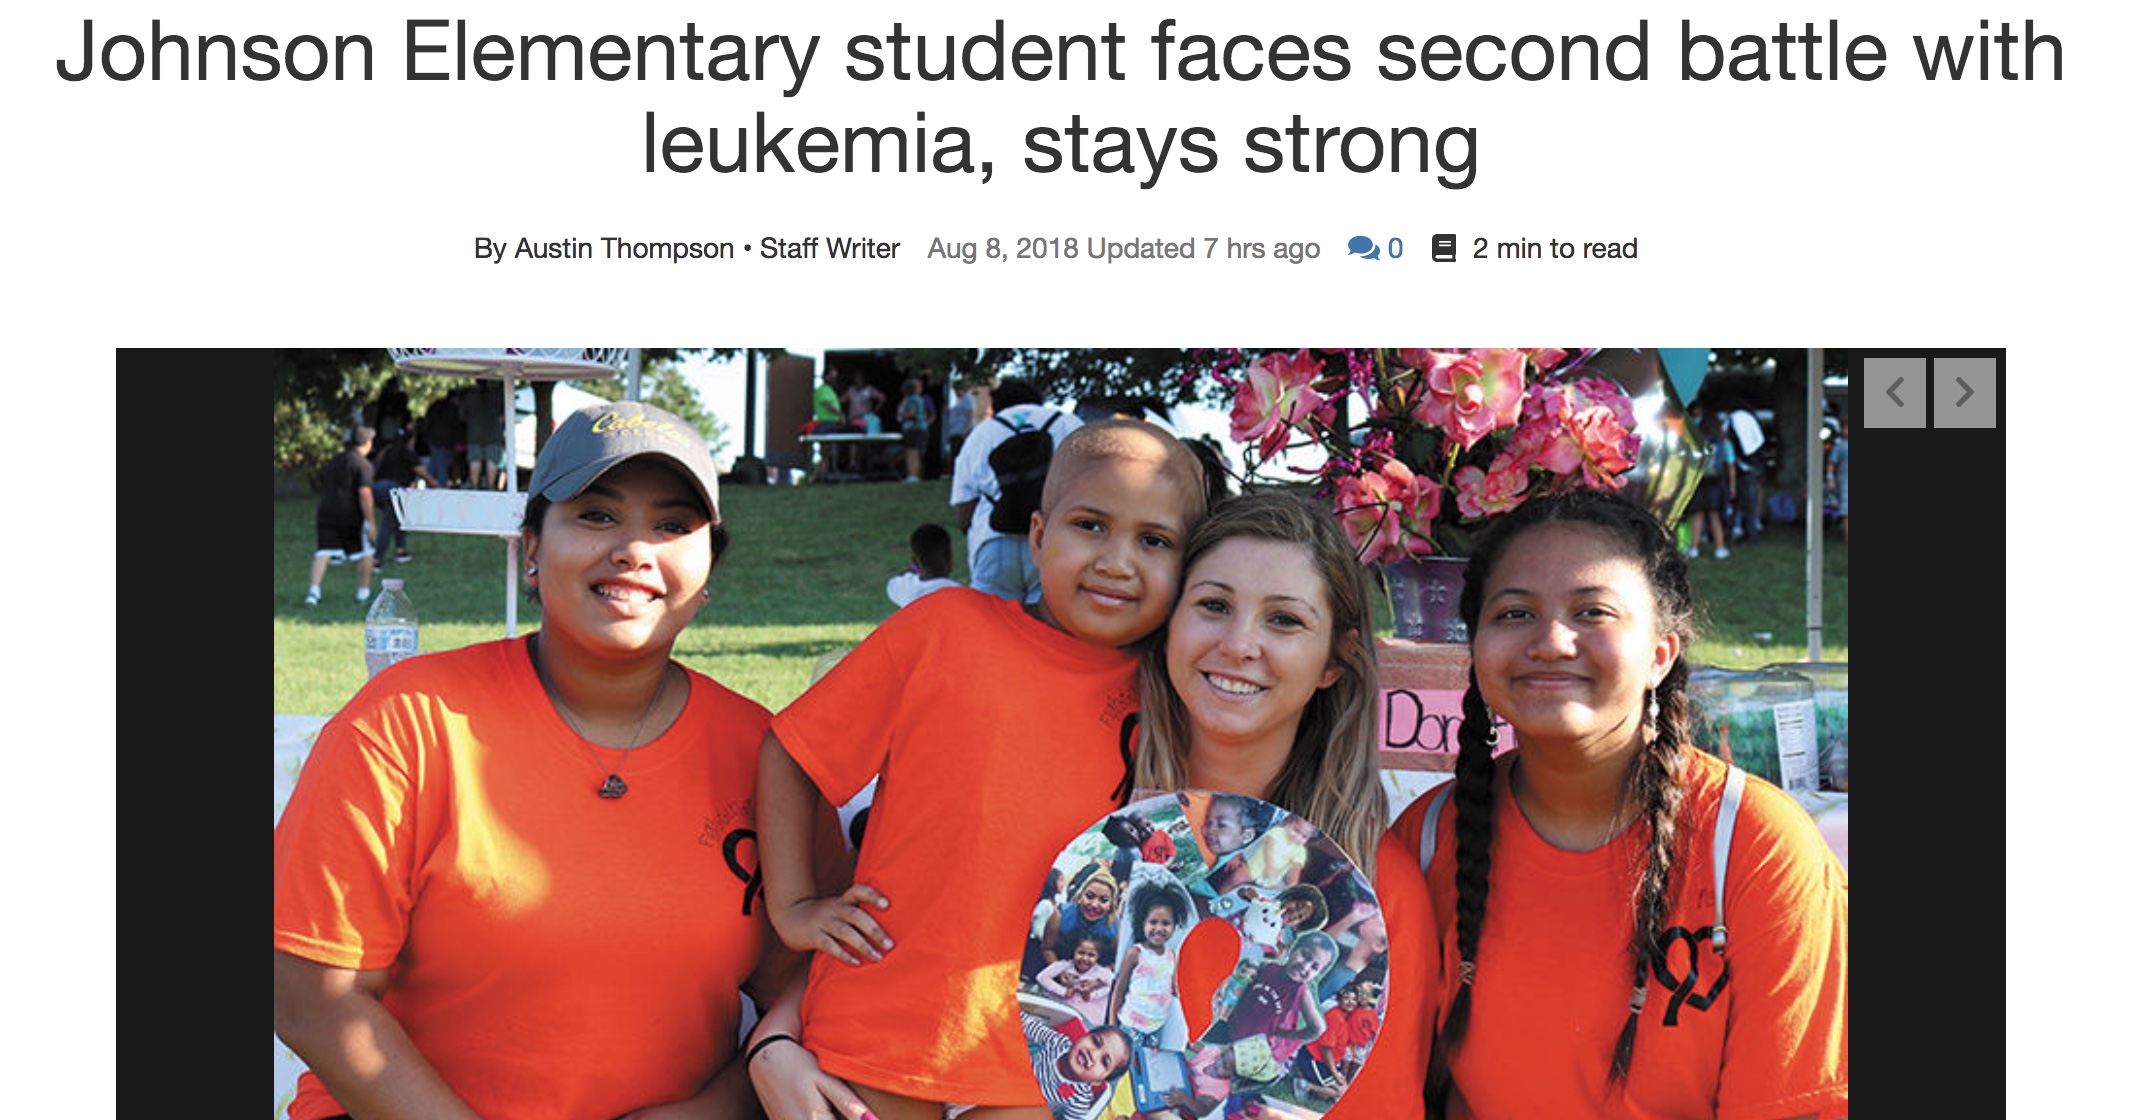 Johnson Elementary student faces second battle with
leukemia, stays strong
By Austin Thompson • Staff Writer Aug 8, 2018 Updated 7 hrs ago 0 2 min to read
Cabela's